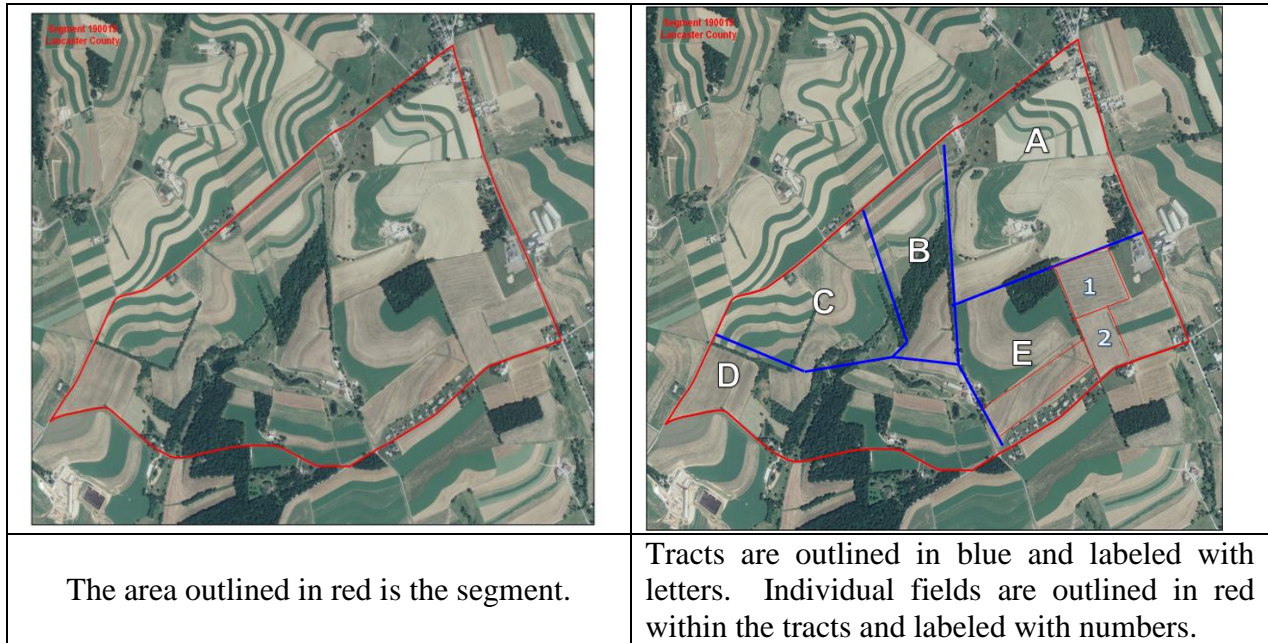 Segment 190015
Lancaster County
Segment 190015
Lancaster County
A
B
C
D
E
1
2
The area outlined in red is the segment.
Tracts are outlined in blue and labeled with
letters. Individual fields are outlined in red
within the tracts and labeled with numbers.